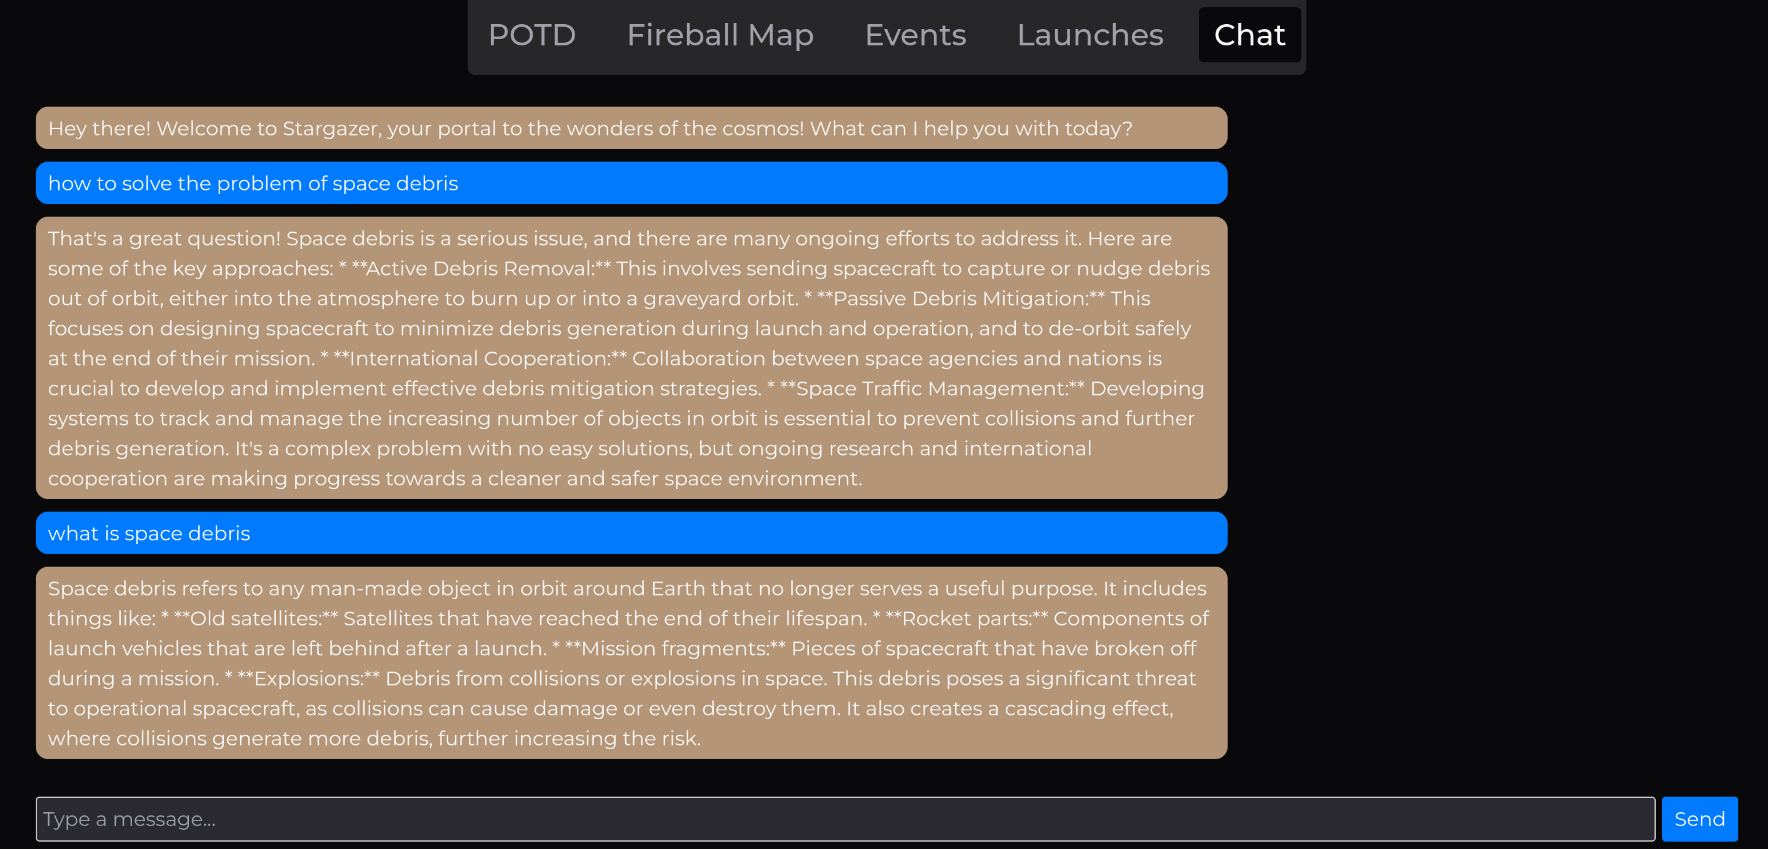 POTD Fireball Map Events Launches Chat
Hey there! Welcome to Stargazer, your portal to the wonders of the cosmos! What can I help you with today?
how to solve the problem of space debris
That's a great question! Space debris is a serious issue, and there are many ongoing efforts to address it. Here are
some of the key approaches: * **Active Debris Removal:** This involves sending spacecraft to capture or nudge debris
out of orbit, either into the atmosphere to burn up or into a graveyard orbit. * **Passive Debris Mitigation:** This
focuses on designing spacecraft to minimize debris generation during launch and operation, and to de-orbit safely
at the end of their mission. * **International Cooperation:** Collaboration between space agencies and nations is
crucial to develop and implement effective debris mitigation strategies. * **Space Traffic Management:** Developing
systems to track and manage the increasing number of objects in orbit is essential to prevent collisions and further
debris generation. It's a complex problem with no easy solutions, but ongoing research and international
cooperation are making progress towards a cleaner and safer space environment.
what is space debris
Space debris refers to any man-made object in orbit around Earth that no longer serves a useful purpose. It includes
things like: * **Old satellites:** Satellites that have reached the end of their lifespan. * **Rocket parts:** Components of
launch vehicles that are left behind after a launch. * **Mission fragments:** Pieces of spacecraft that have broken off
during a mission. * **Explosions:** Debris from collisions or explosions in space. This debris poses a significant threat
to operational spacecraft, as collisions can cause damage or even destroy them. It also creates a cascading effect,
where collisions generate more debris, further increasing the risk.
Type a message... Send